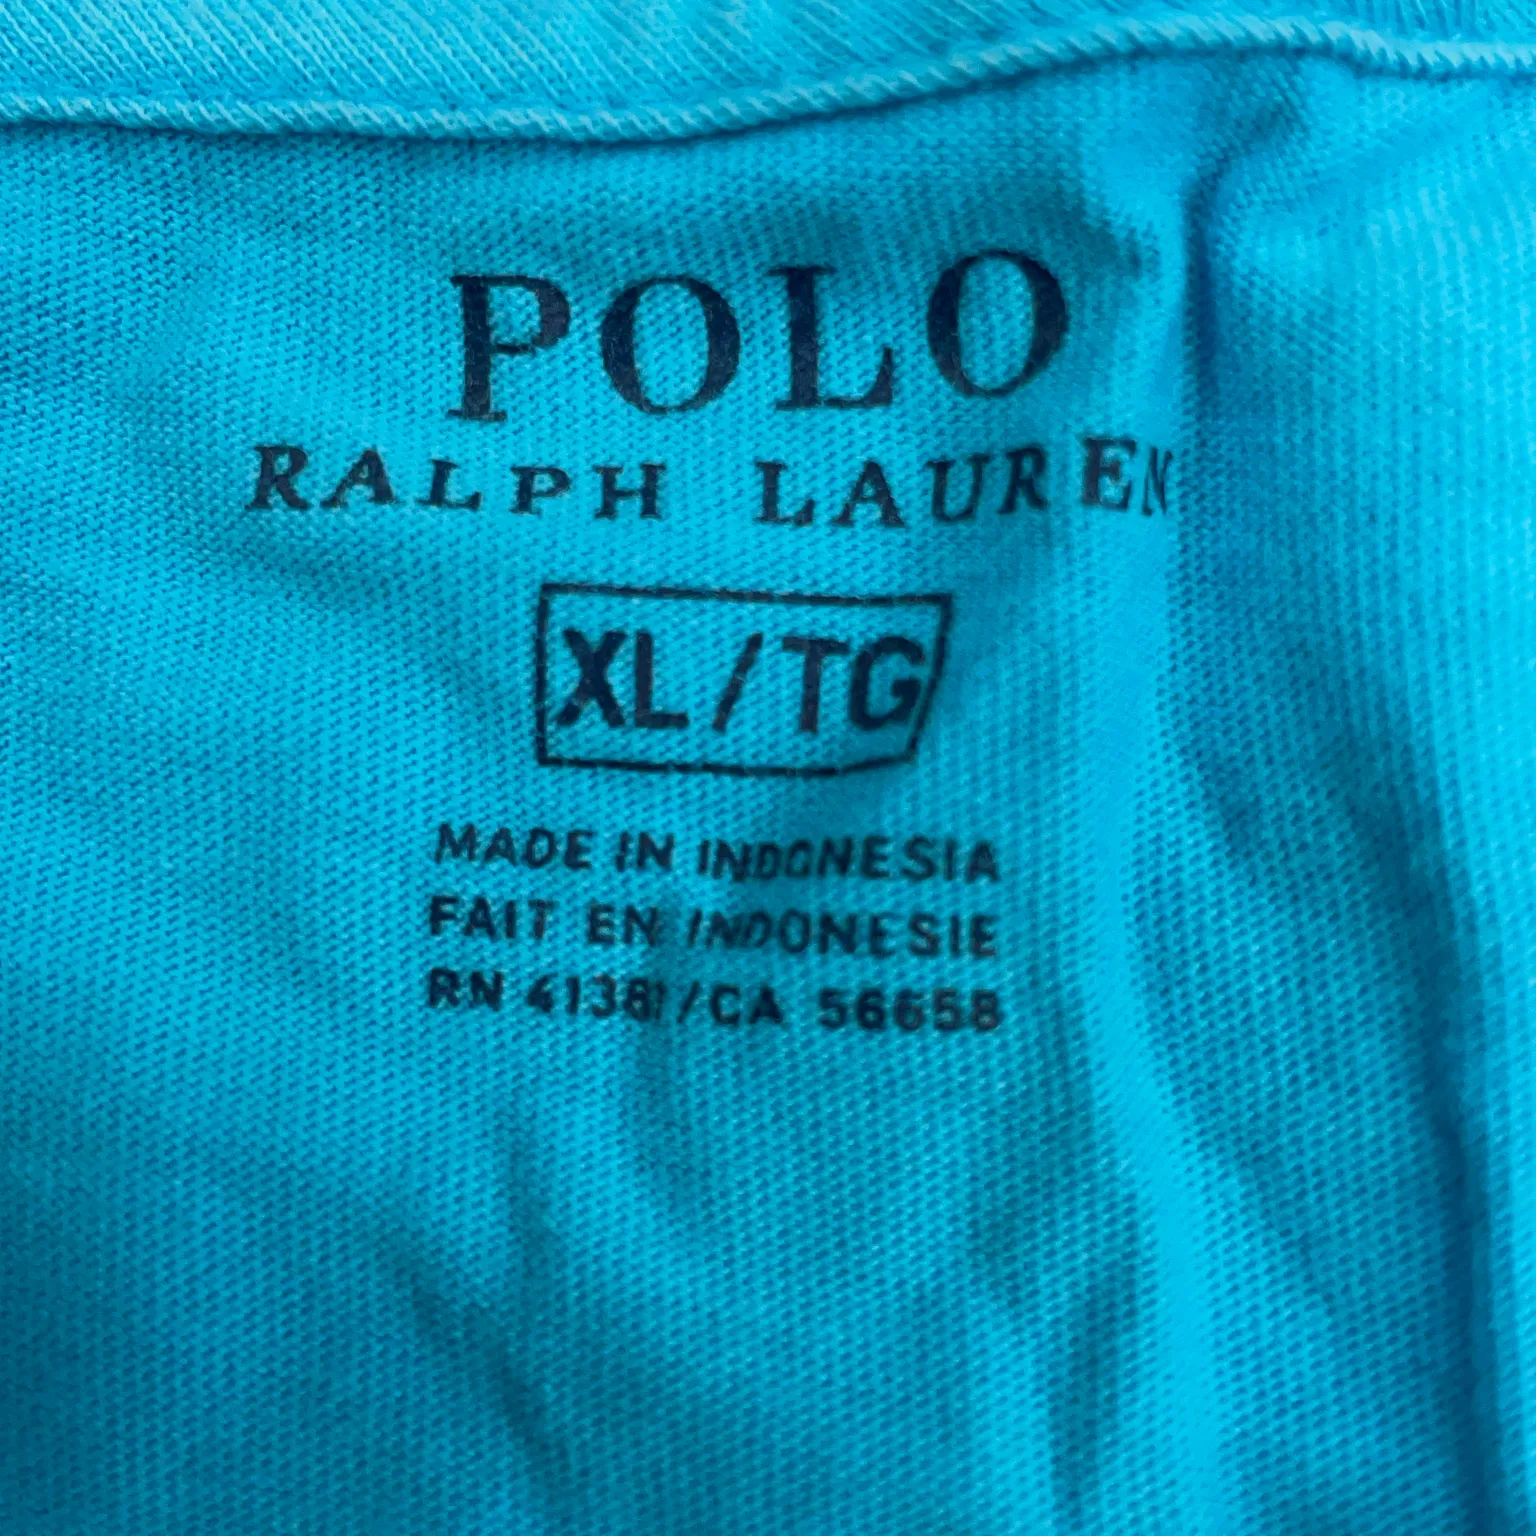 POLO
RALPH LAUREN
XL/TG
MADE IN INDONESIA
FAIT EN INDONESIE
RN 41381/CA 56658